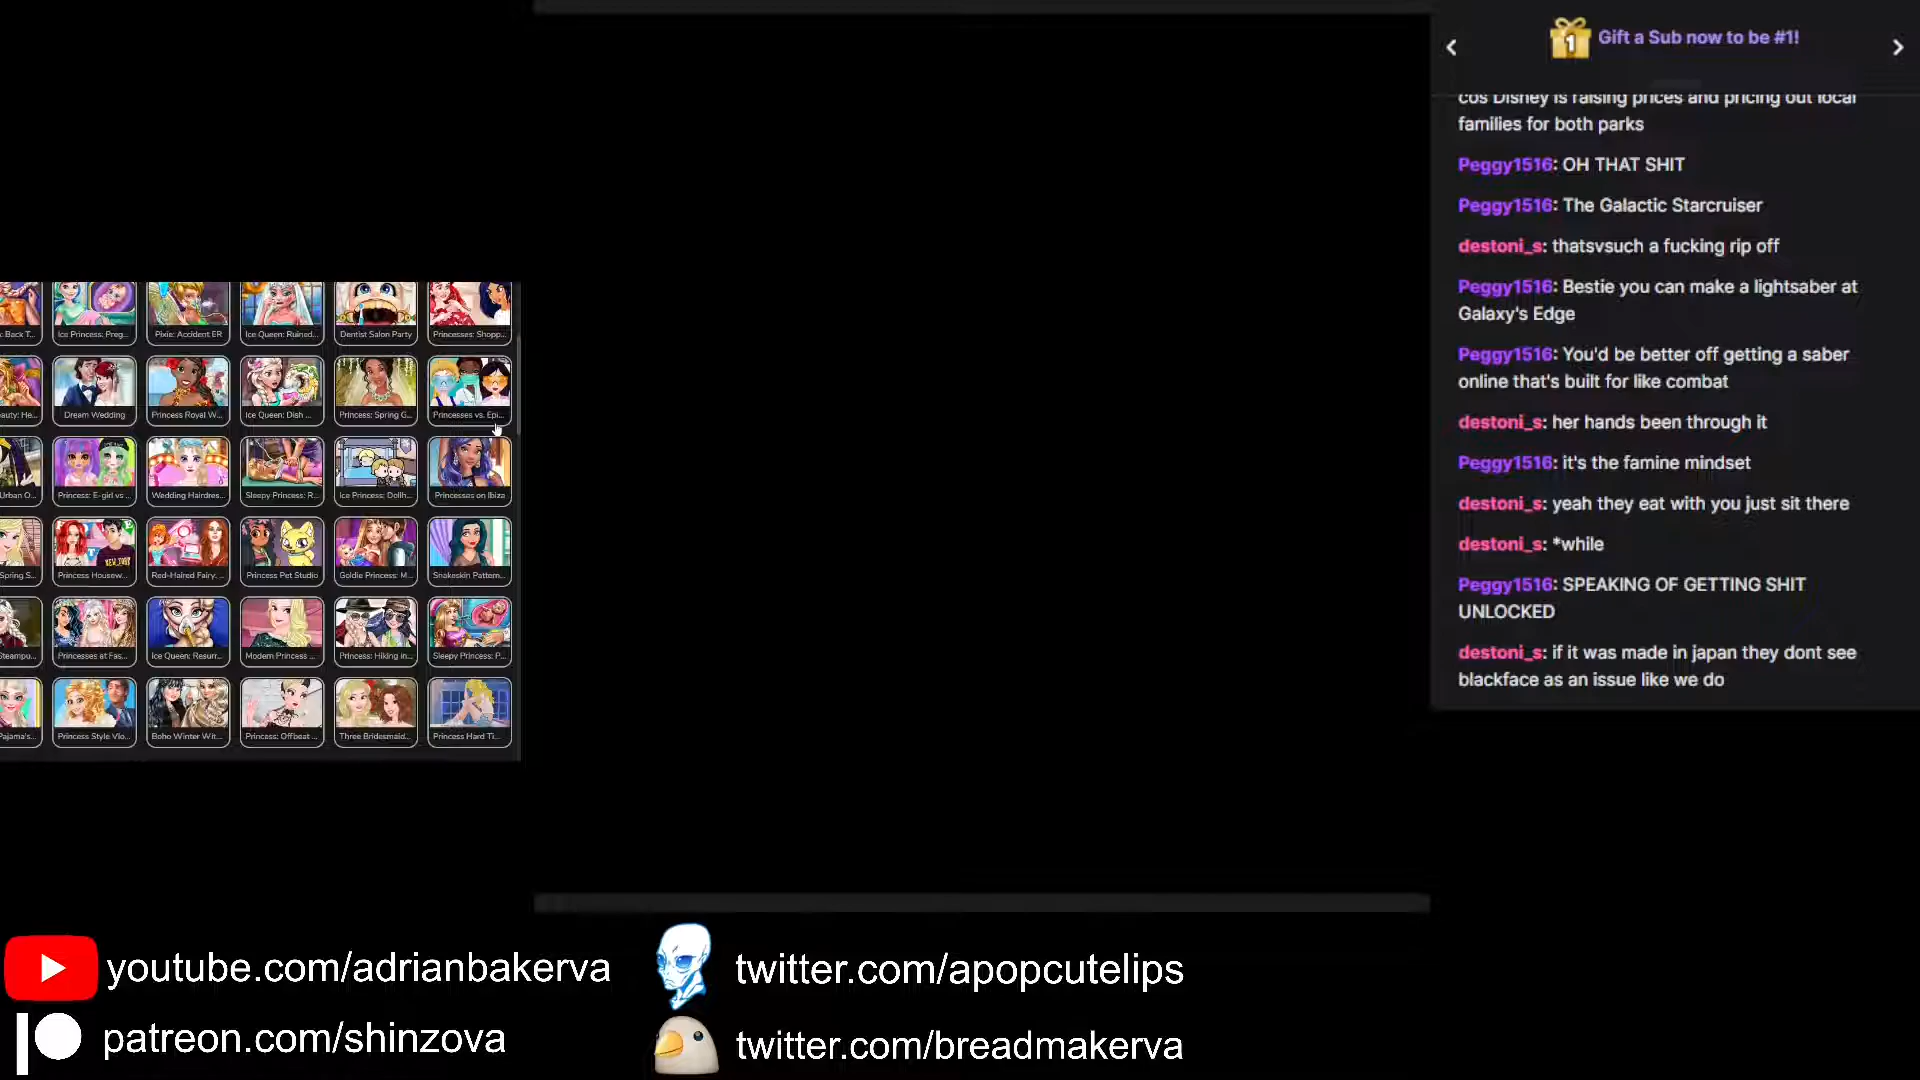 Gift a Sub now to be #1!
cos Disney is raising prices and pricing out local
families for both parks
Peggy1516: OH THAT SHIT
Peggy1516: The Galactic Starcruiser
destoni_s: thatsvsuch a fucking rip off
Peggy1516: Bestie you can make a lightsaber at
Galaxy's Edge
Peggy1516: You'd be better off getting a saber
online that's built for like combat
destoni_s: her hands been through it
Peggy1516: it's the famine mindset
destoni_s: yeah they eat with you just sit there
destoni_s: *while
Peggy1516: SPEAKING OF GETTING SHIT
UNLOCKED
destoni_s: if it was made in japan they dont see
blackface as an issue like we do
: Back T... Ice Princess: Preg... Pixie: Accident ER Ice Queen: Ruined... Dentist Salon Party Princesses: Shopp...
auty: He... Dream Wedding Princess Royal W... Ice Queen: Dish ... Princess: Spring G... Princesses vs. Epi...
Urban O... Princess: E-girl vs ... Wedding Hairdres... Sleepy Princess: R... Ice Princess: Dollh... Princesses on Ibiza
Spring S... Princess Housew... Red-Haired Fairy: ... Princess Pet Studio Goldie Princess: M... Snakeskin Pattern...
Steampu... Princesses at Fas... Ice Queen: Resurr... Modern Princess ... Princess: Hiking in... Sleepy Princess: P...
Pajama's... Princess Style Vlo... Boho Winter Wit... Princess: Offbeat ... Three Bridesmaid... Princess Hard Ti...
youtube.com/adrianbakerva
twitter.com/apopcutelips
patreon.com/shinzova
twitter.com/breadmakerva